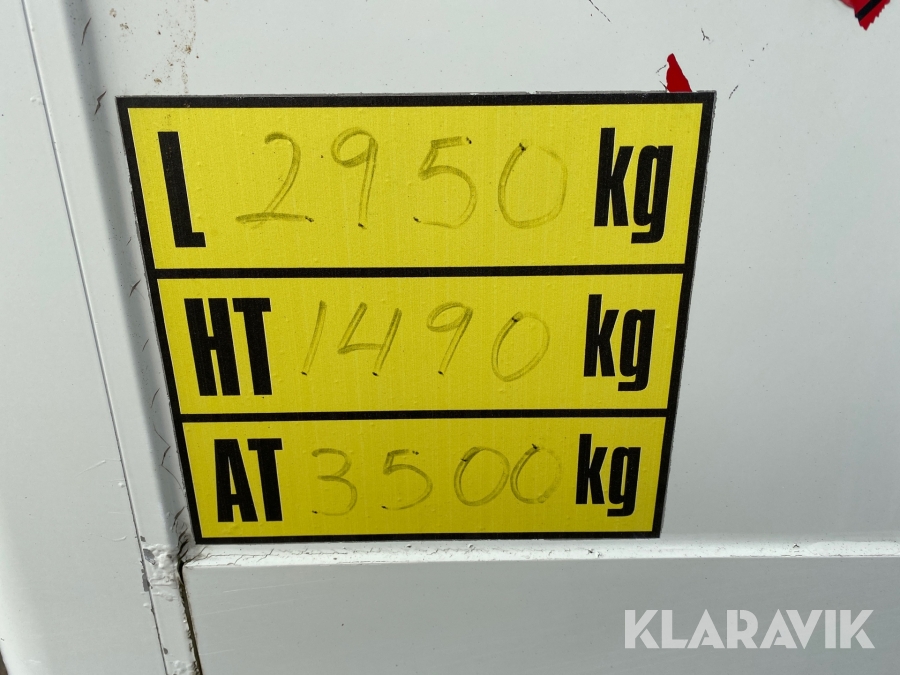 L 2950 kg
HT 1490 kg
AT 3500 kg
KLARAVIK